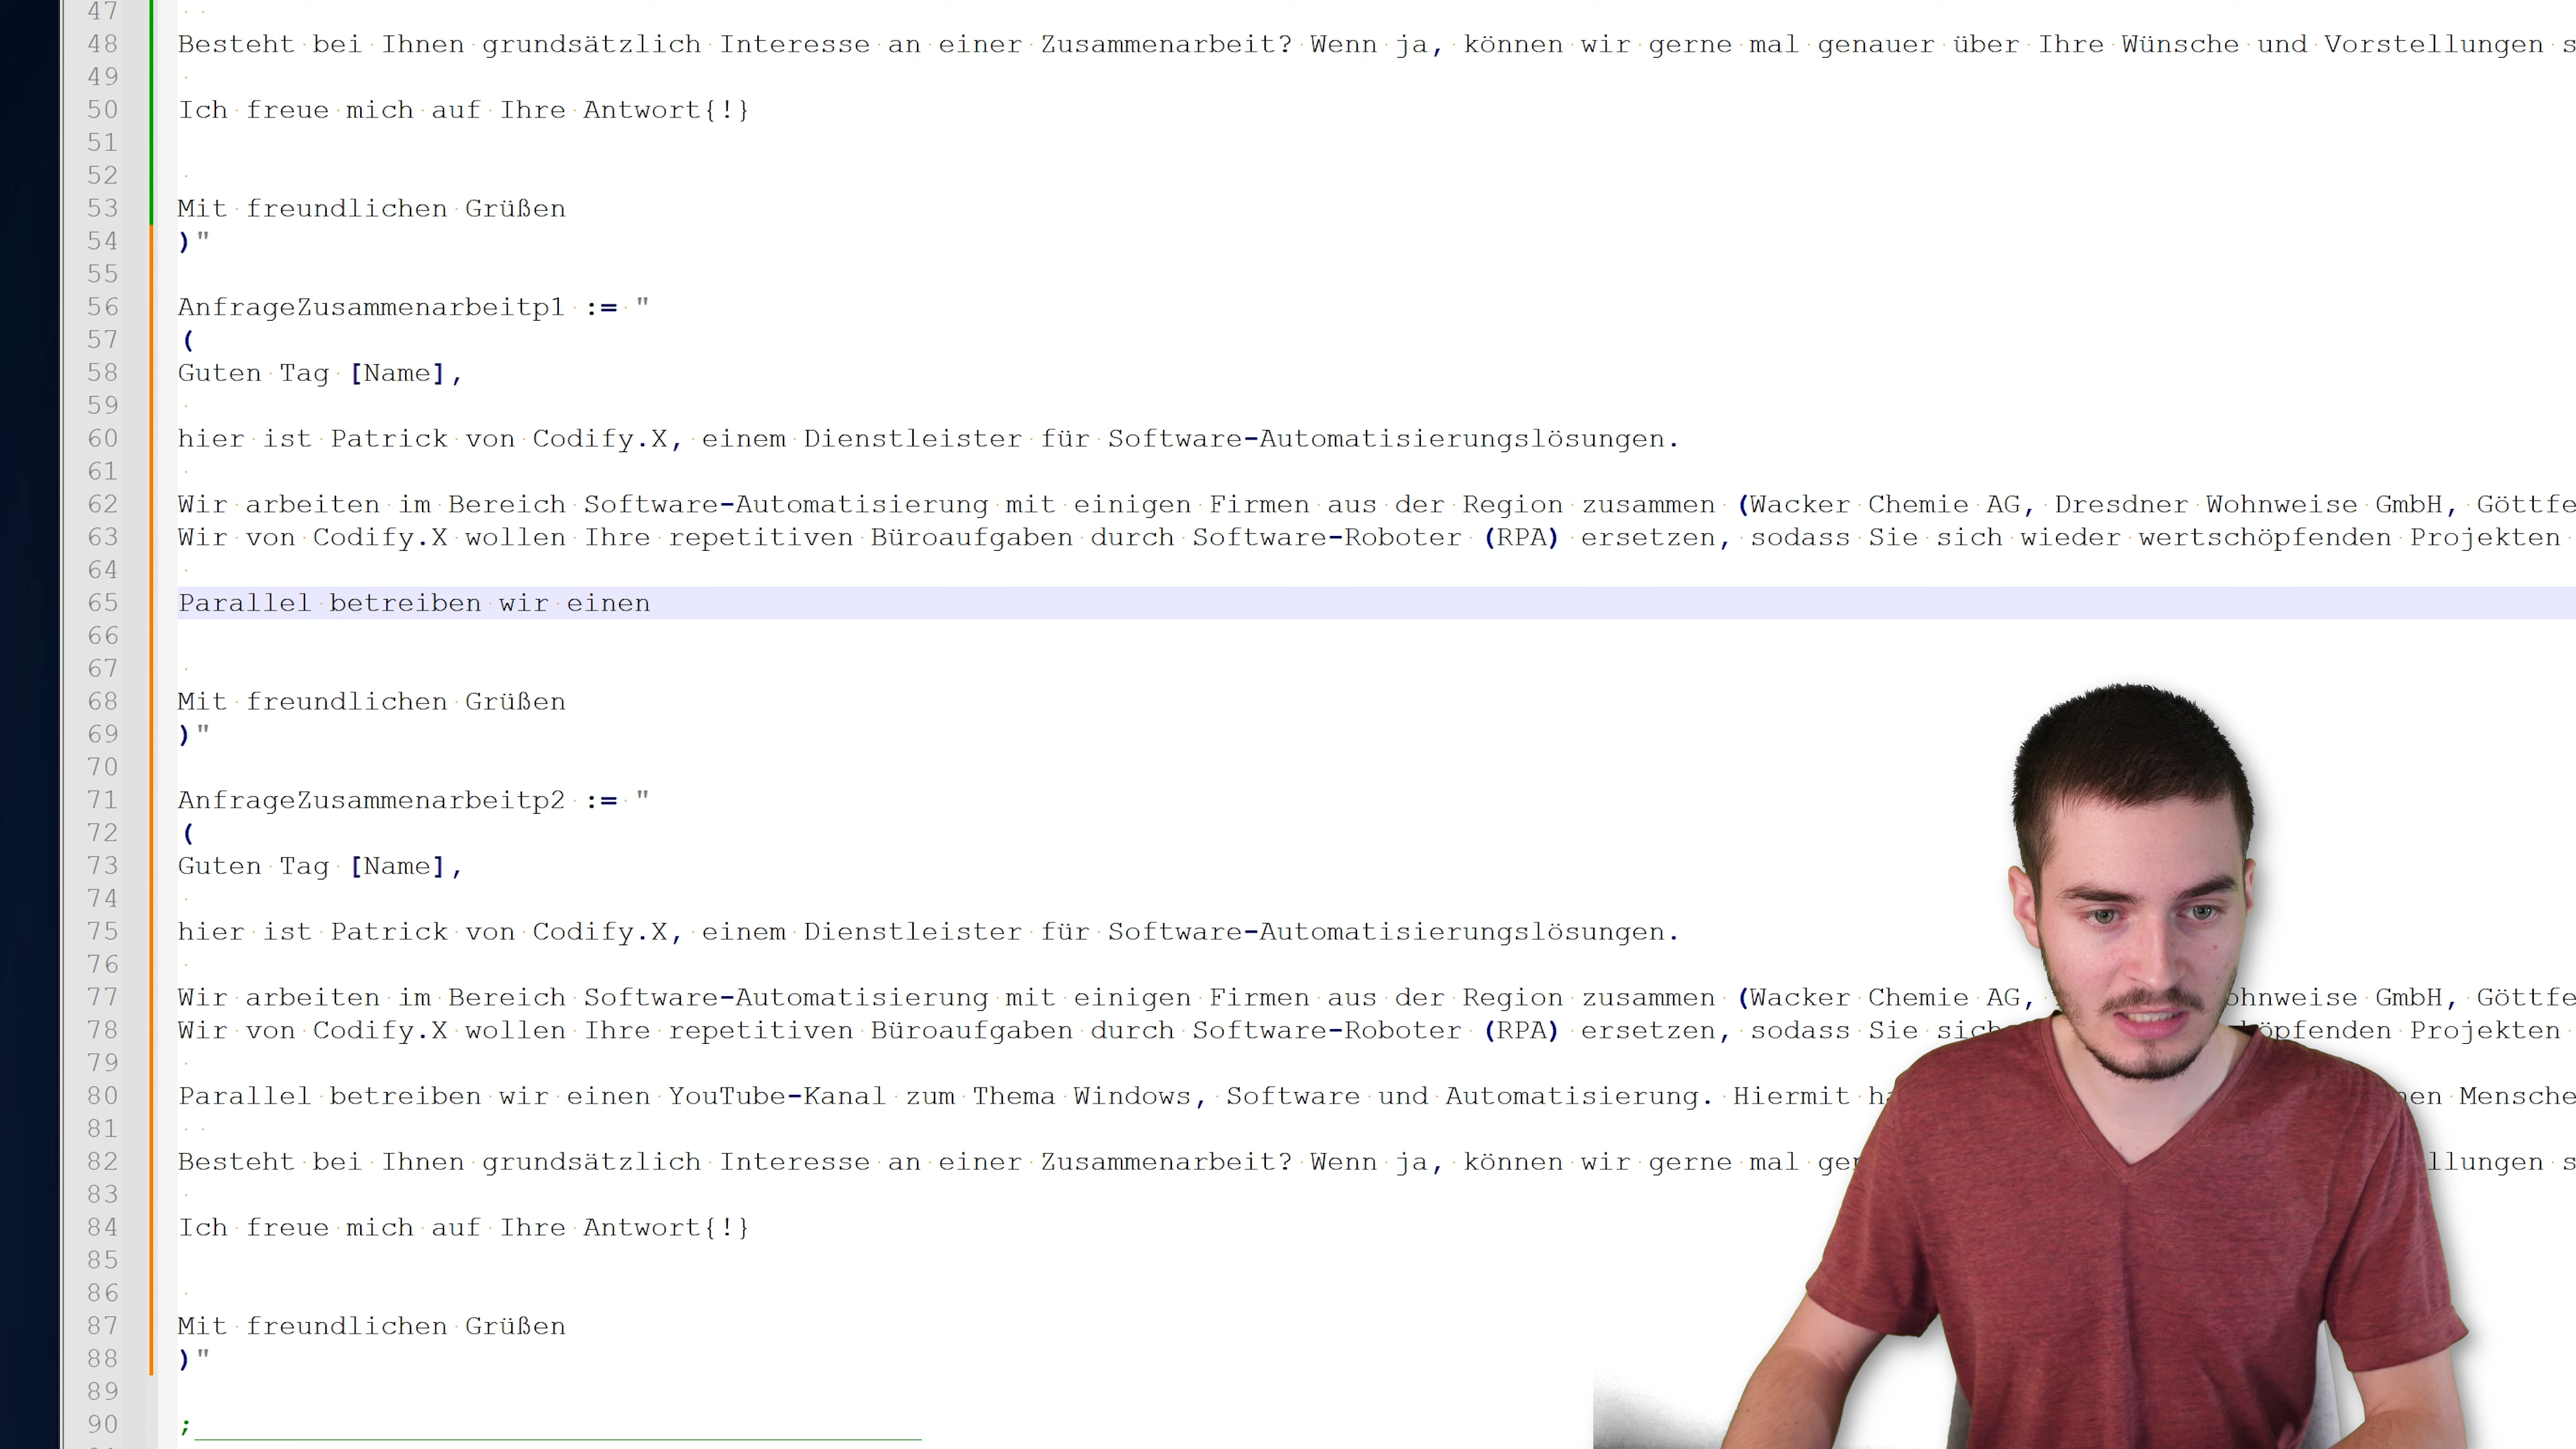 47
48 Besteht bei Ihnen grundsätzlich Interesse an einer Zusammenarbeit? Wenn ja, können wir gerne mal genauer über Ihre Wünsche und Vorstellungen s
49
50 Ich freue mich auf Ihre Antwort{!}
51
52
53 Mit freundlichen Grüßen
54 )"
55
56 AnfrageZusammenarbeitp1 := "
57 (
58 Guten Tag [Name],
59
60 hier ist Patrick von Codify.X, einem Dienstleister für Software-Automatisierungslösungen.
61
62 Wir arbeiten im Bereich Software-Automatisierung mit einigen Firmen aus der Region zusammen (Wacker Chemie AG, Dresdner Wohnweise GmbH, Göttfe
63 Wir von Codify.X wollen Ihre repetitiven Büroaufgaben durch Software-Roboter (RPA) ersetzen, sodass Sie sich wieder wertschöpfenden Projekten
64
65 Parallel betreiben wir einen
66
67
68 Mit freundlichen Grüßen
69 )"
70
71 AnfrageZusammenarbeitp2 := "
72 (
73 Guten Tag [Name],
74
75 hier ist Patrick von Codify.X, einem Dienstleister für Software-Automatisierungslösungen.
76
77 Wir arbeiten im Bereich Software-Automatisierung mit einigen Firmen aus der Region zusammen (Wacker Chemie AG, GmbH, Göttfe
78 Wir von Codify.X wollen Ihre repetitiven Büroaufgaben durch Software-Roboter (RPA) ersetzen, sodass Sie Projekten
79
80 Parallel betreiben wir einen YouTube-Kanal zum Thema Windows, Software und Automatisierung. Hiermit Mensche
81
82 Besteht bei Ihnen grundsätzlich Interesse an einer Zusammenarbeit? Wenn ja, können wir gerne mal s
83
84 Ich freue mich auf Ihre Antwort{!}
85
86
87 Mit freundlichen Grüßen
88 )"
89
90 ;